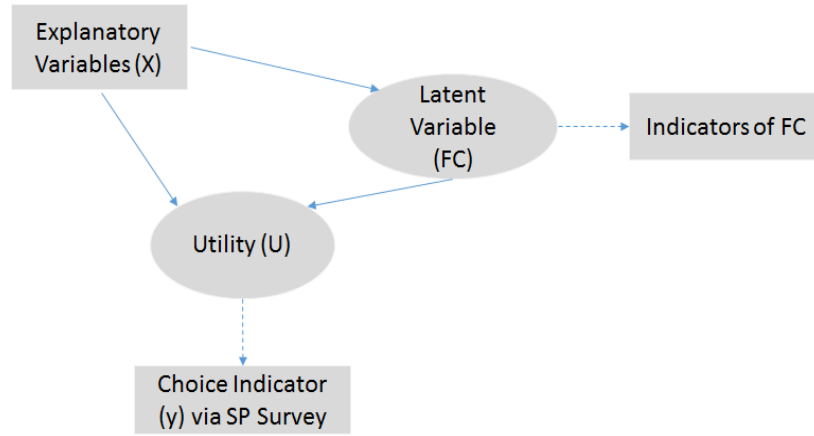 Explanatory
Variables (X)
Latent
Variable
(FC)
Indicators of FC
Utility (U)
Choice Indicator
(y) via SP Survey